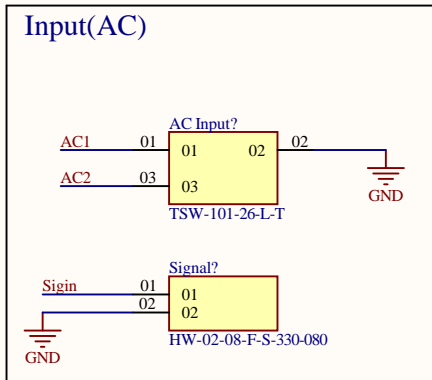 Input(AC)
AC Input?
AC1 01 01 02 02
AC2 03 03
GND
TSW-101-26-L-T
Signal?
Sigin 01 01
02 02
GND
HW-02-08-F-S-330-080